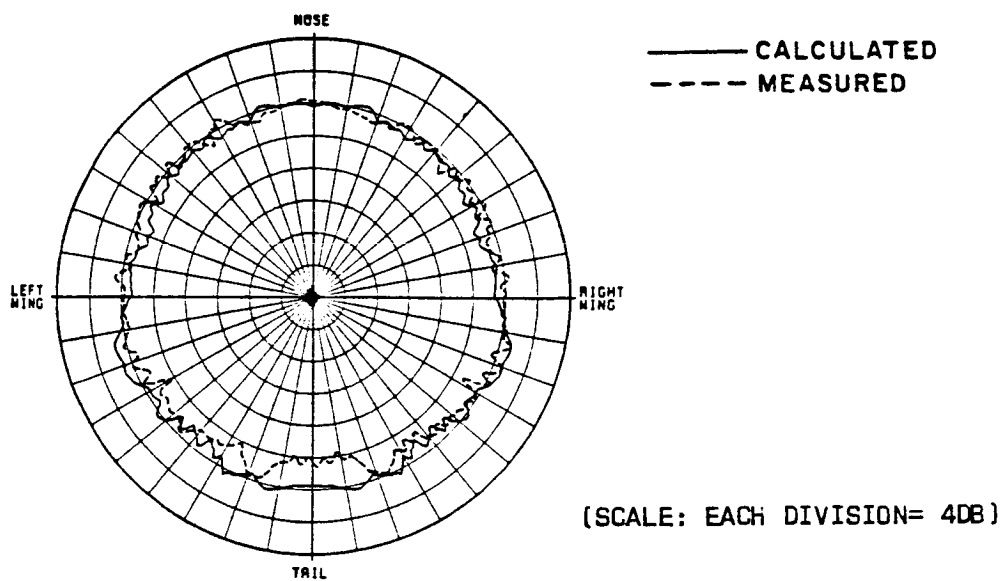 NOSE
CALCULATED
MEASURED
LEFT
WING
RIGHT
WING
(SCALE: EACH DIVISION= 4DB)
TAIL